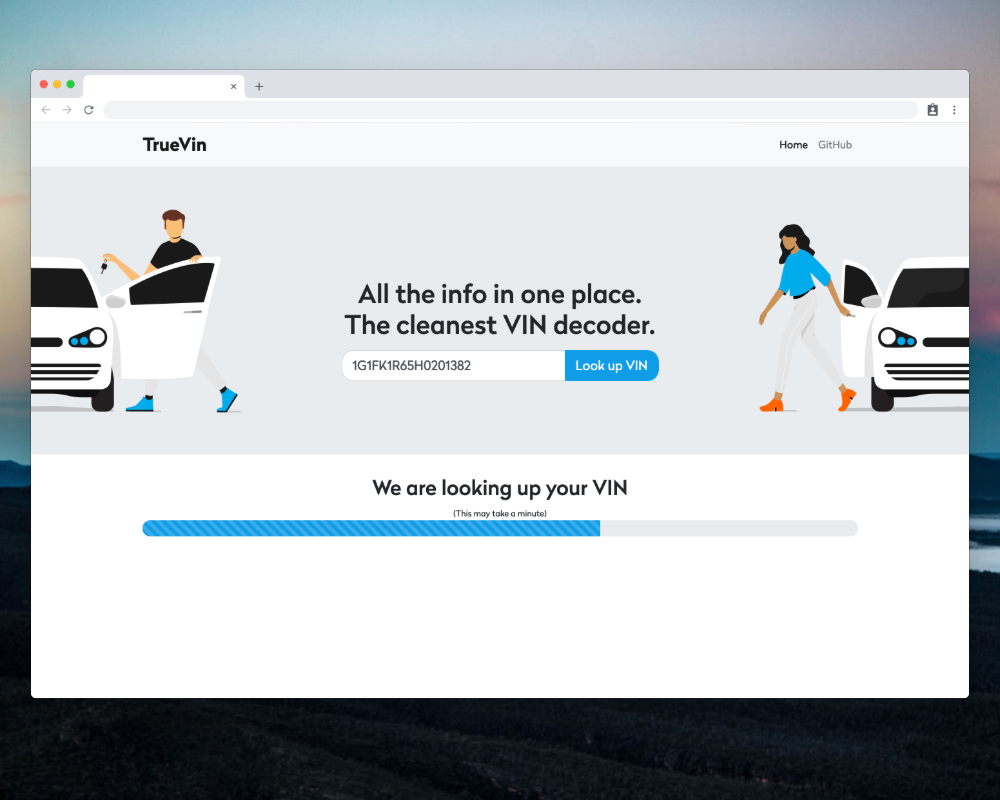 TrueVin
Home GitHub
All the info in one place.
The cleanest VIN decoder.
1G1FK1R65H0201382 Look up VIN
We are looking up your VIN
(This may take a minute)